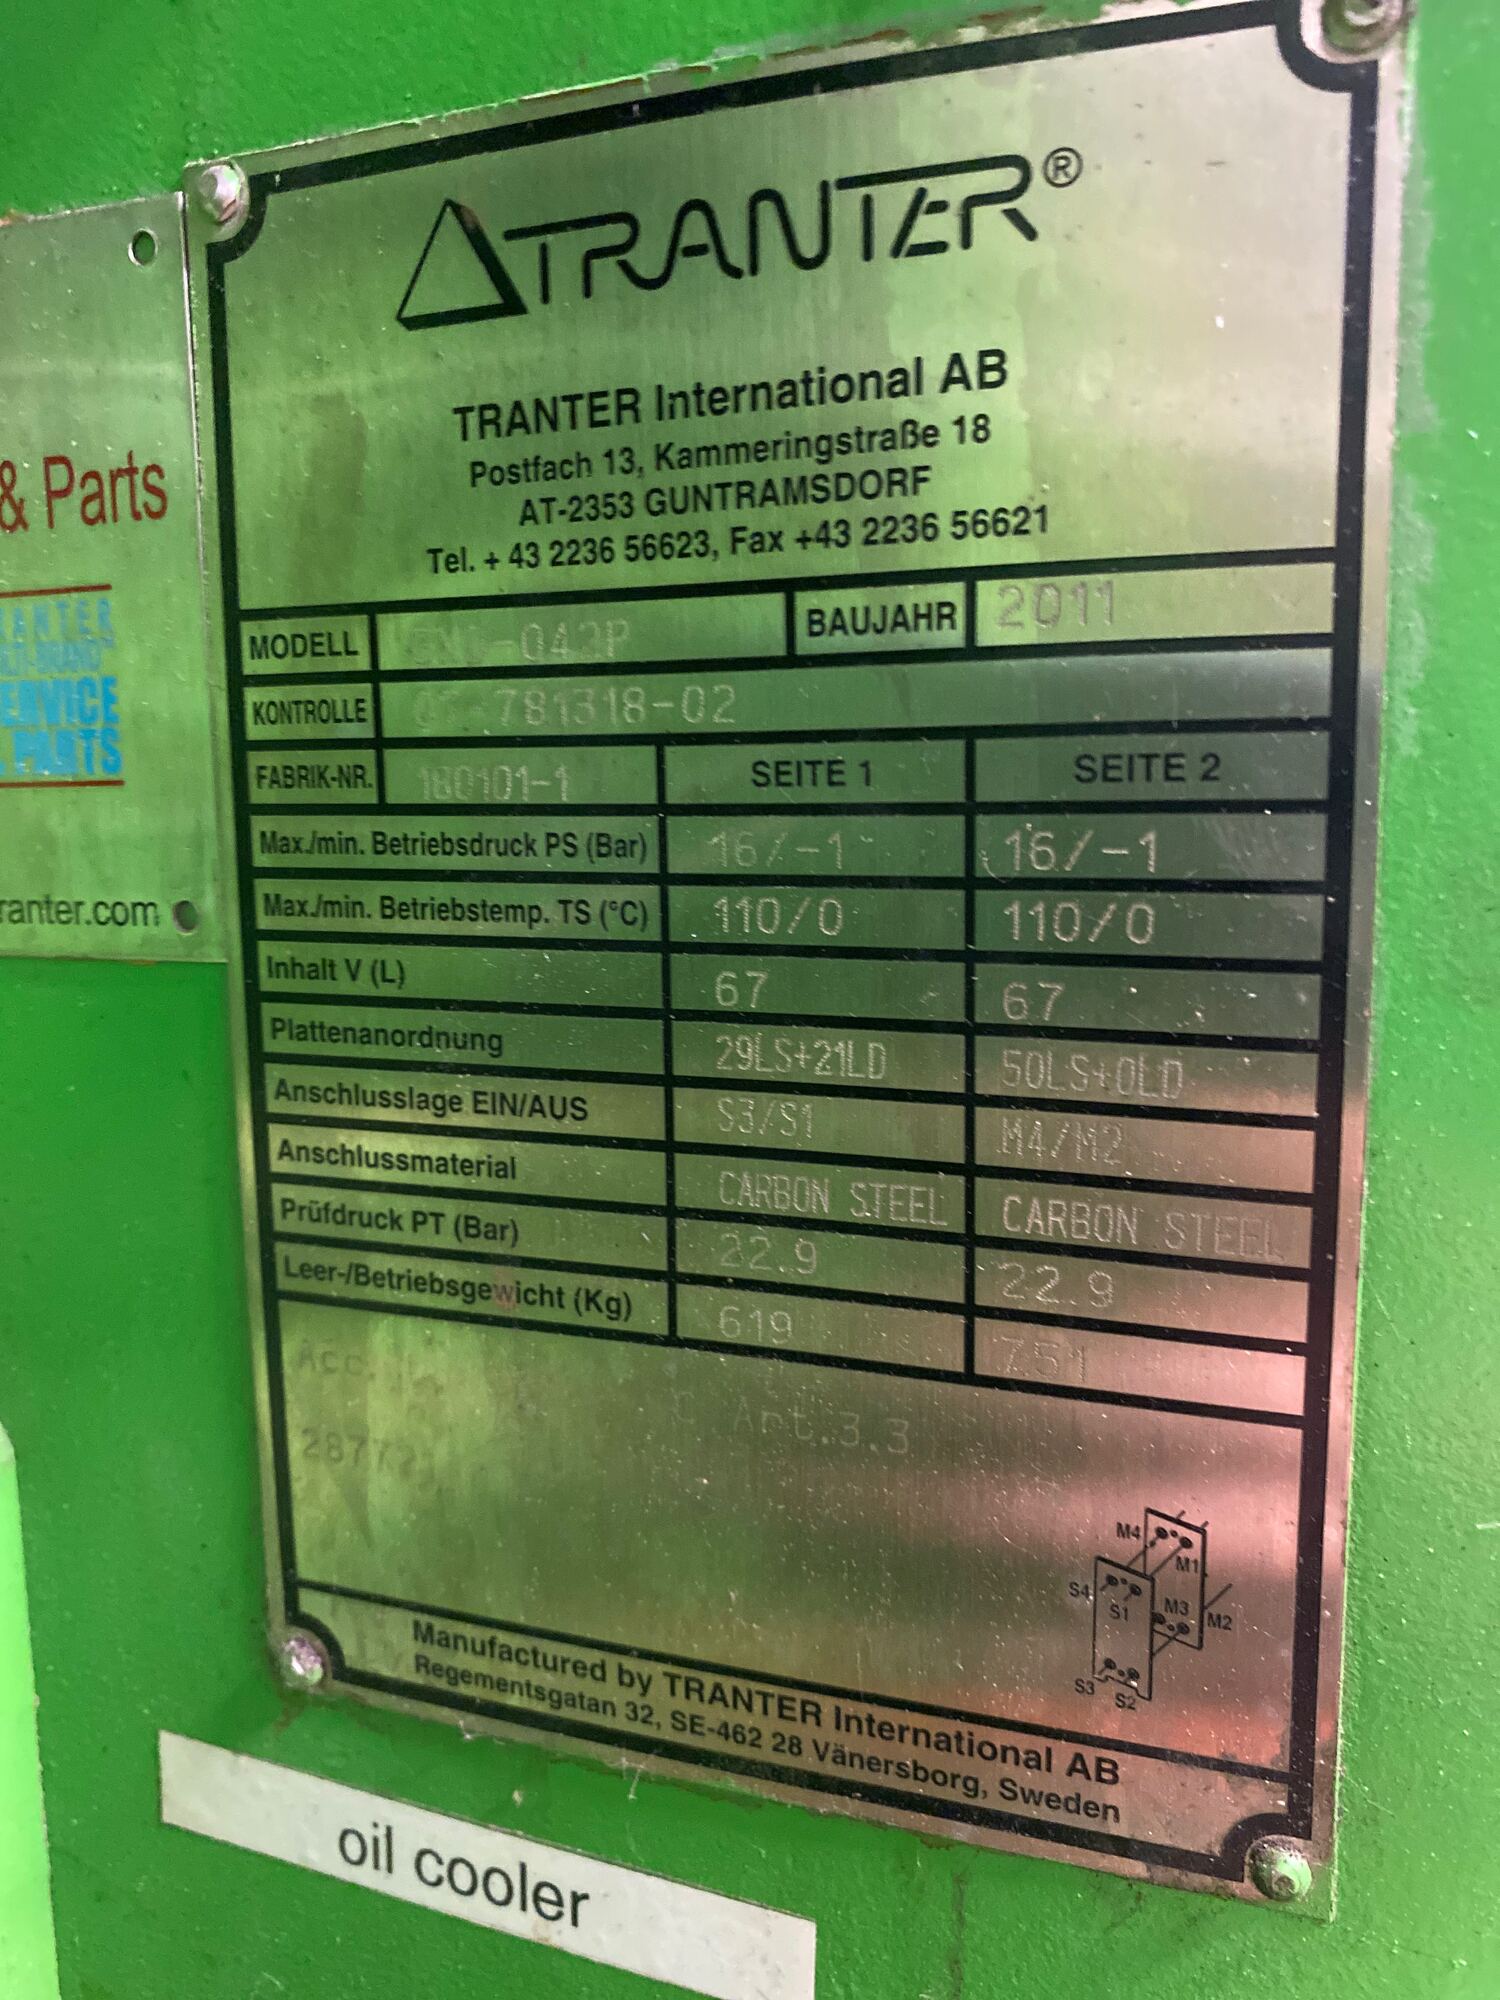 & Parts
SERVICE
PARTS
ranter.com
TRANTER®
TRANTER International AB
Postfach 13, Kammeringstraße 18
AT-2353 GUNTRAMSDORF
Tel. + 43 2236 56623, Fax +43 2236 56621
MODELL BAUJAHR 2011
KONTROLLE -781318-02
FABRIK-NR. 180101-1 SEITE 1 SEITE 2
Max./min. Betriebsdruck PS (Bar) 16/-1 16/-1
Max./min. Betriebstemp. TS (°C) 110/0 110/0
Inhalt V (L) 67 67
Plattenanordnung 29LS+21LD 50LS+0LD
Anschlusslage EIN/AUS S3/S1 M4/M2
Anschlussmaterial CARBON STEEL CARBON STEEL
Prüfdruck PT (Bar) 22.9 22.9
Leer-/Betriebsgewicht (Kg) 619 751
Acc. Art.3.3
M4
M1
S4
S1
M3
M2
S3
S2
Manufactured by TRANTER International AB
Regementsgatan 32, SE-462 28 Vänersborg, Sweden
oil cooler